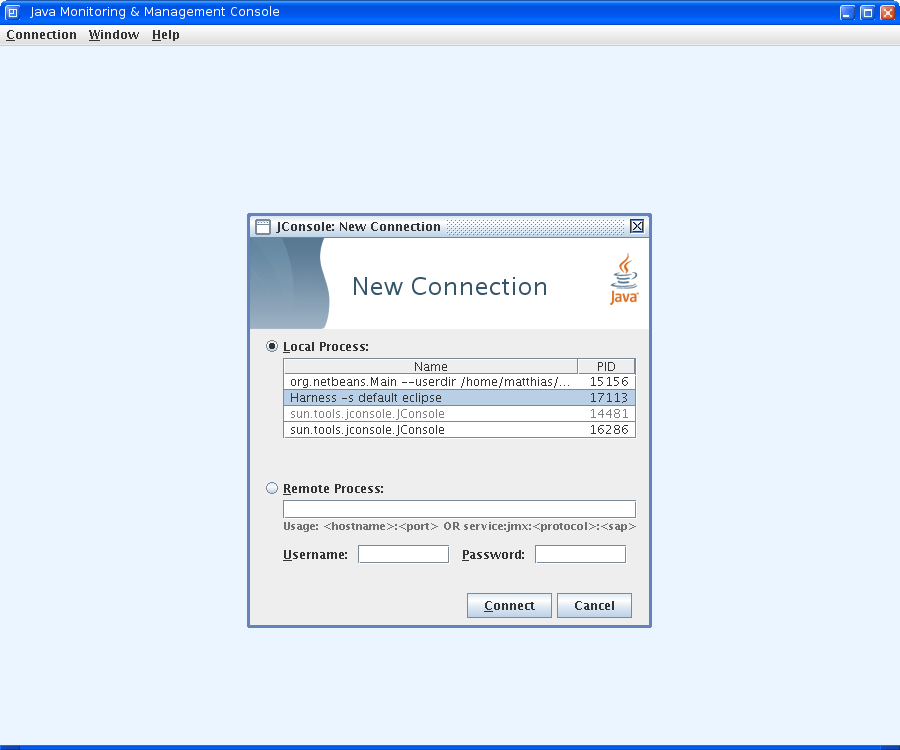 Java Monitoring & Management Console
Connection Window Help
JConsole: New Connection
New Connection
Java
Local Process:
Name PID
org.netbeans.Main --userdir /home/matthias/... 15156
Harness -s default eclipse 17113
sun.tools.jconsole.JConsole 14481
sun.tools.jconsole.JConsole 16286
Remote Process:
Usage: <hostname>:<port> OR service:jmx:<protocol>:<sap>
Username: Password:
Connect Cancel